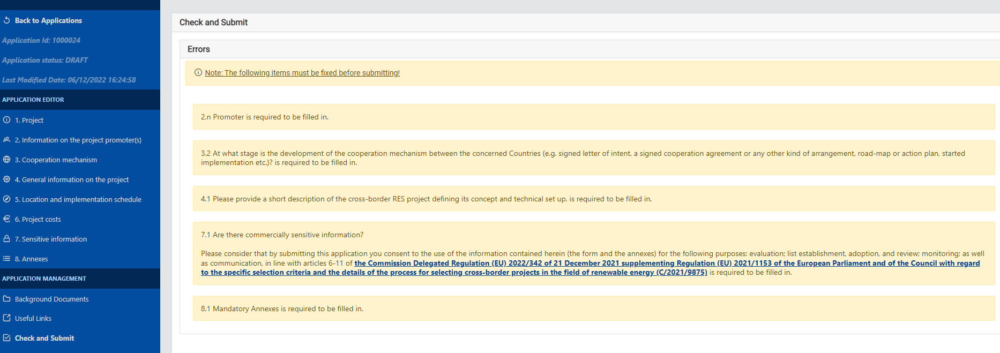 Back to Applications
Application Id: 1000024
Application status: DRAFT
Last Modified Date: 06/12/2022 16:24:58
APPLICATION EDITOR
1. Project
2. Information on the project promoter(s)
3. Cooperation mechanism
4. General information on the project
5. Location and implementation schedule
6. Project costs
7. Sensitive information
8. Annexes
APPLICATION MANAGEMENT
Background Documents
Useful Links
Check and Submit
Check and Submit
Errors
Note: The following items must be fixed before submitting!
2.n Promoter is required to be filled in.
3.2 At what stage is the development of the cooperation mechanism between the concerned Countries (e.g. signed letter of intent, a signed cooperation agreement or any other kind of arrangement, road-map or action plan, started
implementation etc.)? is required to be filled in.
4.1 Please provide a short description of the cross-border RES project defining its concept and technical set up. is required to be filled in.
7.1 Are there commercially sensitive information?
Please consider that by submitting this application you consent to the use of the information contained herein (the form and the annexes) for the following purposes: evaluation; list establishment, adoption, and review; monitoring; as well
as communication, in line with articles 6-11 of the Commission Delegated Regulation (EU) 2022/342 of 21 December 2021 supplementing Regulation (EU) 2021/1153 of the European Parliament and of the Council with regard
to the specific selection criteria and the details of the process for selecting cross-border projects in the field of renewable energy (C/2021/9875) is required to be filled in.
8.1 Mandatory Annexes is required to be filled in.